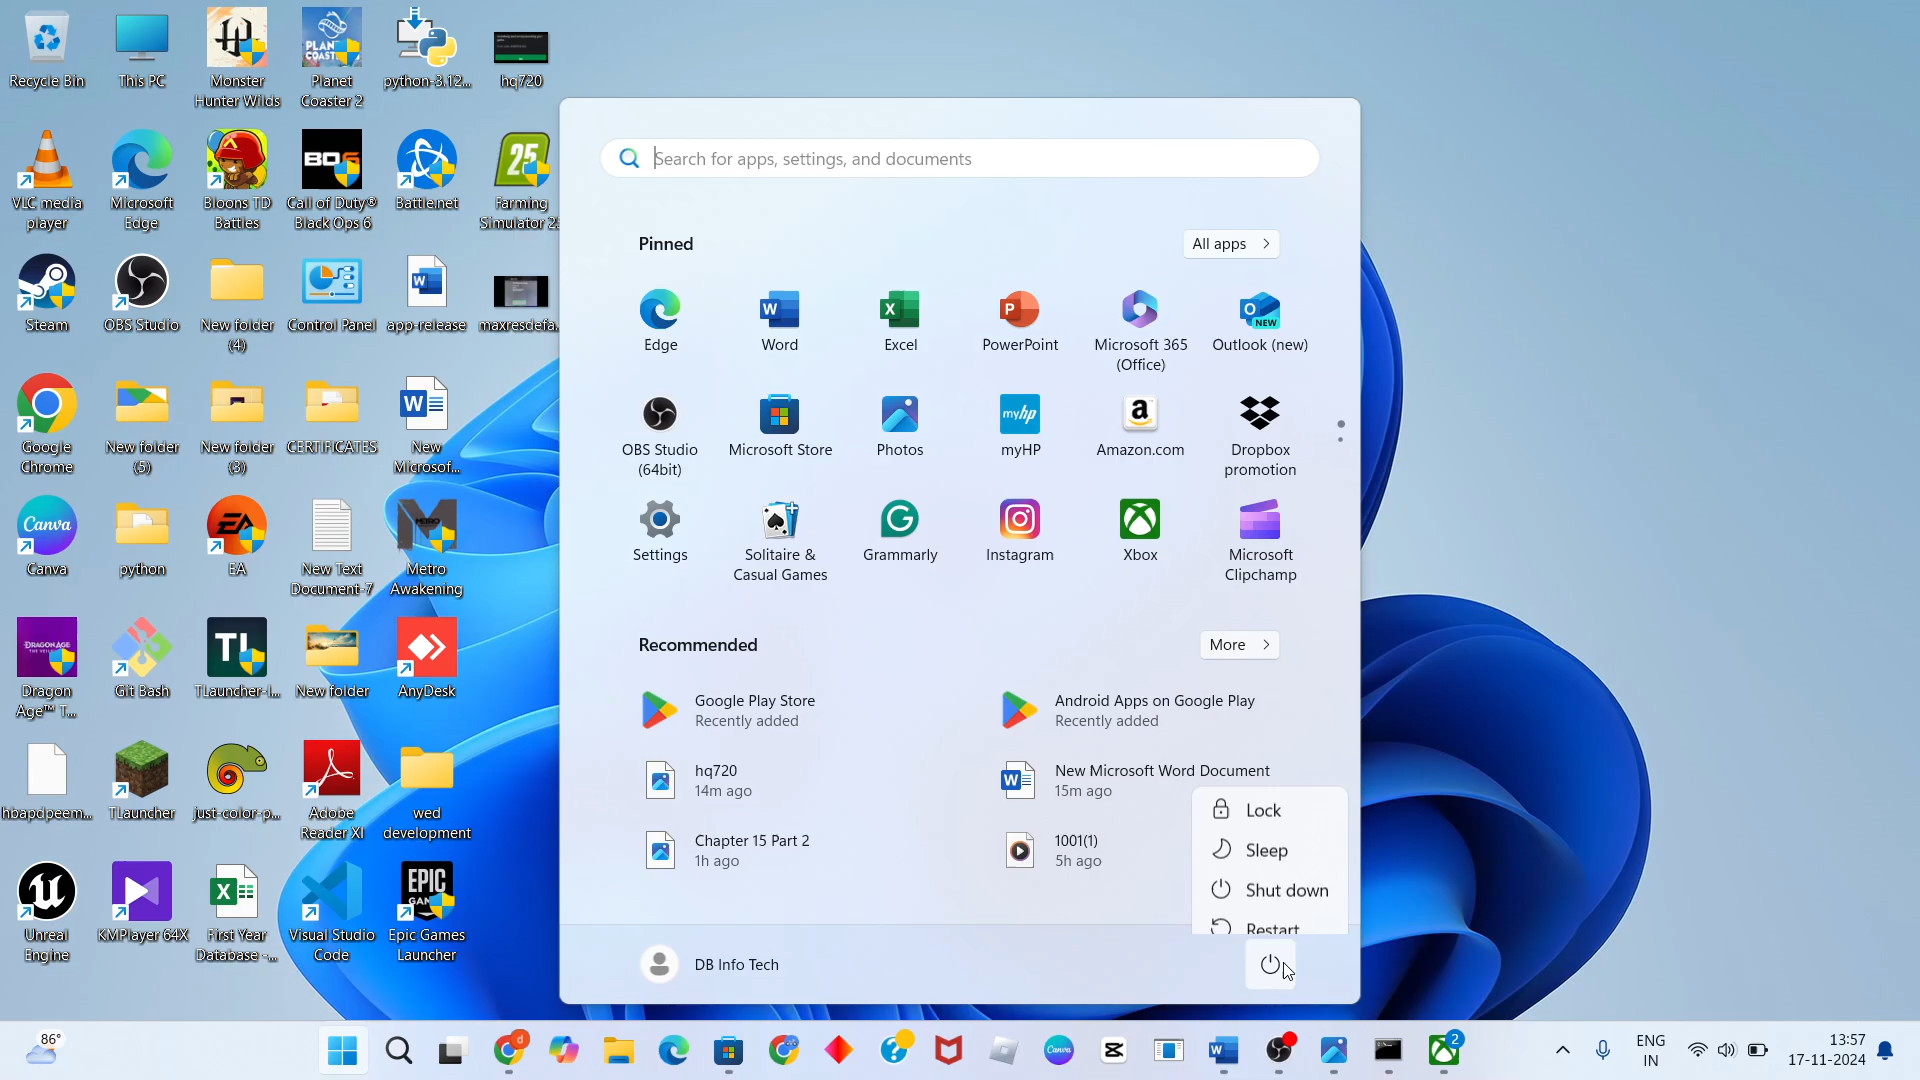 Recycle Bin
This PC
Monster
Hunter Wilds
Planet
Coaster 2
python-3.12...
hq720
VLC media
player
Microsoft
Edge
Bloons TD
Battles
Call of Duty®
Black Ops 6
Battle.net
Farming
Simulator 2
Steam
OBS Studio
New folder
(4)
Control Panel
app-release
maxresdefa...
Google
Chrome
New folder
(5)
New folder
(3)
CERTIFICATES
New
Microsof...
Canva
python
EA
New Text
Document-7
Metro
Awakening
Dragon
Age™ T...
Git Bash
TLauncher-I...
New folder
AnyDesk
hbapdpeem...
TLauncher
just-color-p...
Adobe
Reader XI
wed
development
Unreal
Engine
KMPlayer 64X
First Year
Database -...
Visual Studio
Code
Epic Games
Launcher
Search for apps, settings, and documents
Pinned
All apps
Edge
Word
Excel
PowerPoint
Microsoft 365
(Office)
Outlook (new)
OBS Studio
(64bit)
Microsoft Store
Photos
myHP
Amazon.com
Dropbox
promotion
Settings
Solitaire &
Casual Games
Grammarly
Instagram
Xbox
Microsoft
Clipchamp
Recommended
More
Google Play Store
Recently added
Android Apps on Google Play
Recently added
hq720
14m ago
New Microsoft Word Document
15m ago
Chapter 15 Part 2
1h ago
1001(1)
5h ago
Lock
Sleep
Shut down
Restart
DB Info Tech
86°
ENG
IN
13:57
17-11-2024